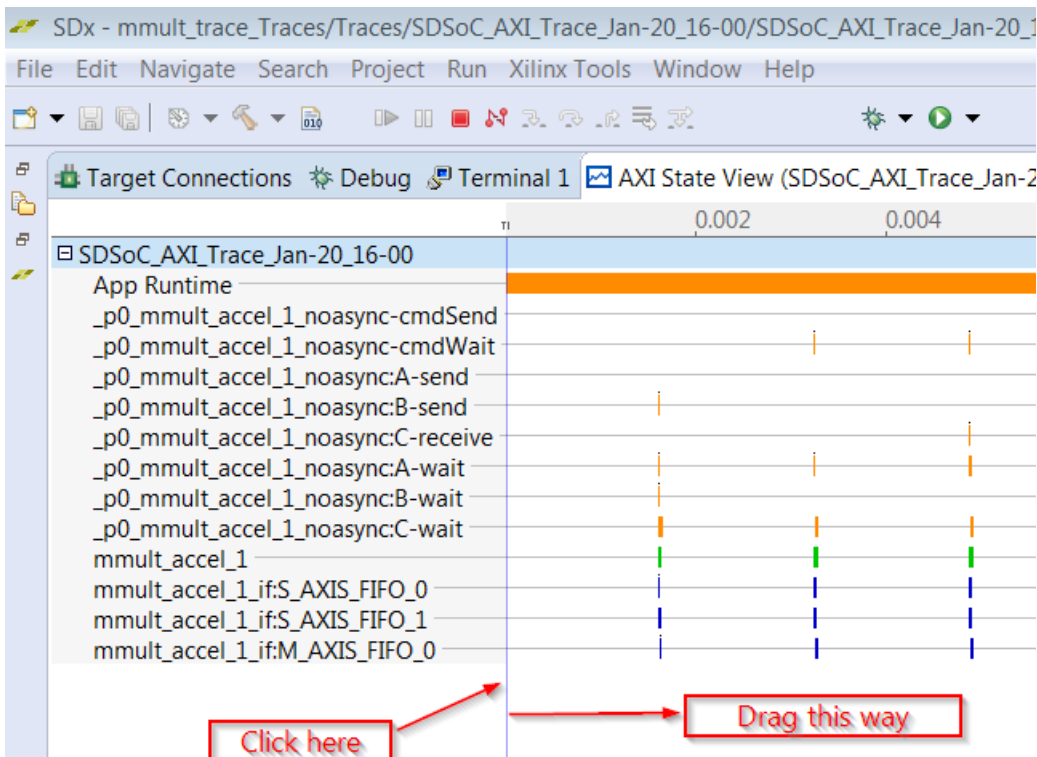 SDx - mmult_trace_Traces/Traces/SDSoC_AXI_Trace_Jan-20_16-00/SDSoC_AXI_Trace_Jan-20_1
File Edit Navigate Search Project Run Xilinx Tools Window Help
010
Target Connections Debug Terminal 1 AXI State View (SDSoC_AXI_Trace_Jan-2
TI 0.002 0.004
SDSoC_AXI_Trace_Jan-20_16-00
App Runtime
_p0_mmult_accel_1_noasync-cmdSend
_p0_mmult_accel_1_noasync-cmdWait
_p0_mmult_accel_1_noasync:A-send
_p0_mmult_accel_1_noasync:B-send
_p0_mmult_accel_1_noasync:C-receive
_p0_mmult_accel_1_noasync:A-wait
_p0_mmult_accel_1_noasync:B-wait
_p0_mmult_accel_1_noasync:C-wait
mmult_accel_1
mmult_accel_1_if:S_AXIS_FIFO_0
mmult_accel_1_if:S_AXIS_FIFO_1
mmult_accel_1_if:M_AXIS_FIFO_0
Drag this way
Click here